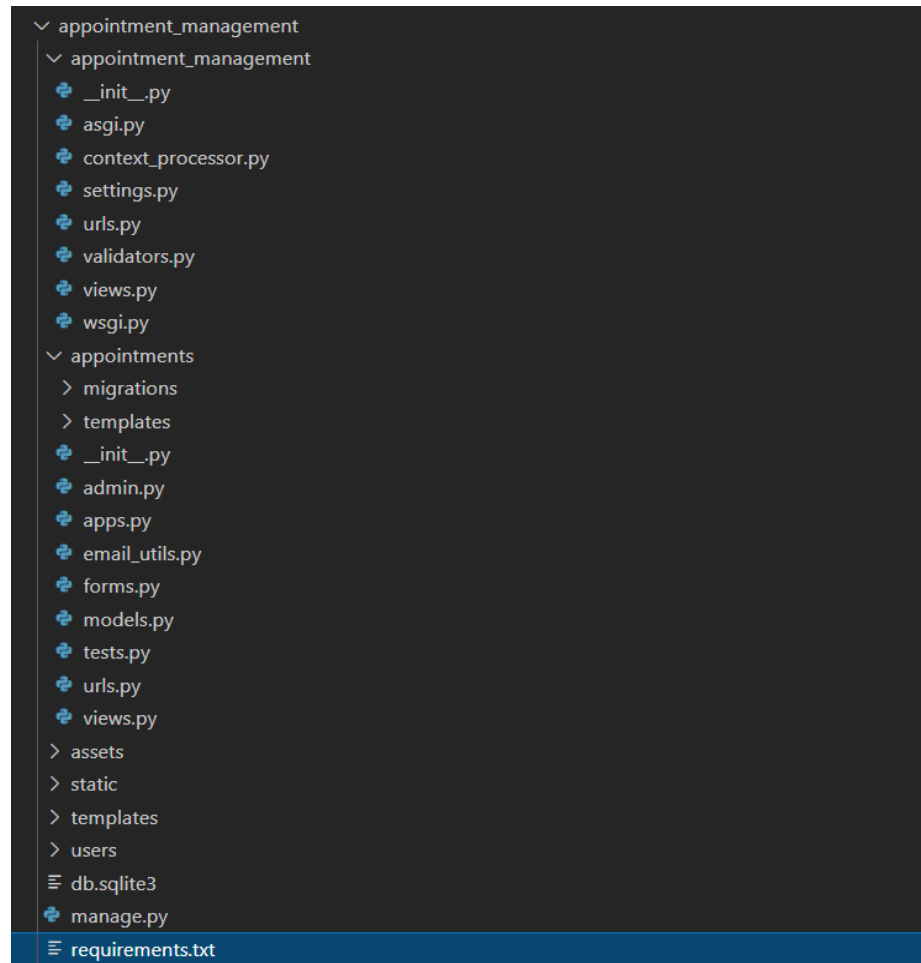 appointment_management
appointment_management
__init__.py
asgi.py
context_processor.py
settings.py
urls.py
validators.py
views.py
wsgi.py
appointments
migrations
templates
__init__.py
admin.py
apps.py
email_utils.py
forms.py
models.py
tests.py
urls.py
views.py
assets
static
templates
users
db.sqlite3
manage.py
requirements.txt